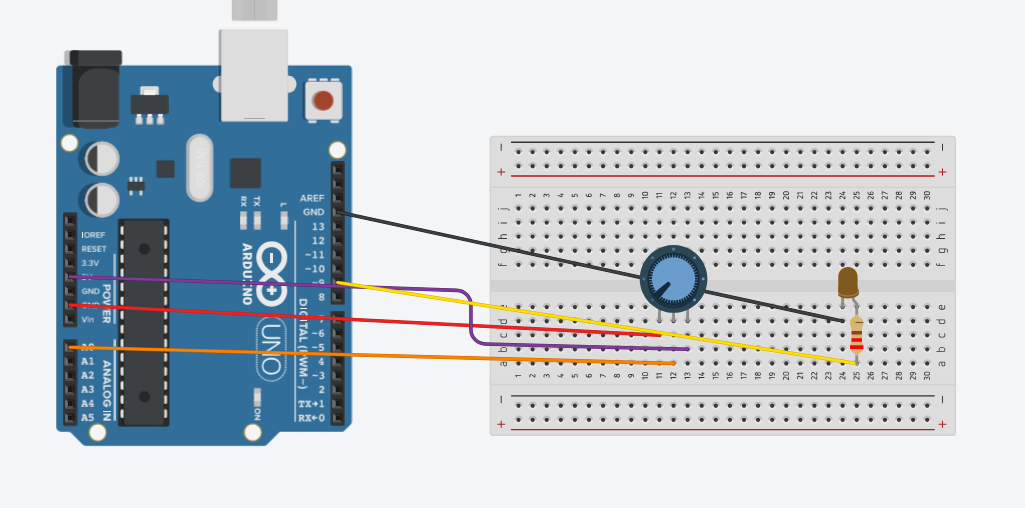 AREF
GND
13
12
~11
~10
~9
8
7
~6
~5
4
~3
2
TX→1
RX←0
DIGITAL (PWM~)
IOREF
RESET
3.3V
5V
GND
GND
Vin
POWER
A0
A1
A2
A3
A4
A5
ANALOG IN
RX
TX
L
ARDUINO
UNO
ON
− −
+ +
1 2 3 4 5 6 7 8 9 10 11 12 13 14 15 16 17 18 19 20 21 22 23 24 25 26 27 28 29 30
j j
i i
h h
g g
f f
e e
d d
c c
b b
a a
1 2 3 4 5 6 7 8 9 10 11 12 13 14 15 16 17 18 19 20 21 22 23 24 25 26 27 28 29 30
− −
+ +